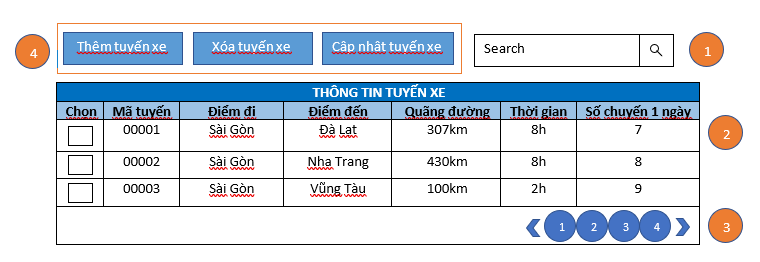 4 Thêm tuyến xe Xóa tuyến xe Cập nhật tuyến xe Search 1
THÔNG TIN TUYẾN XE
Chọn Mã tuyến Điểm đi Điểm đến Quãng đường Thời gian Số chuyến 1 ngày
00001 Sài Gòn Đà Lạt 307km 8h 7 2
00002 Sài Gòn Nha Trang 430km 8h 8
00003 Sài Gòn Vũng Tàu 100km 2h 9
1 2 3 4 3